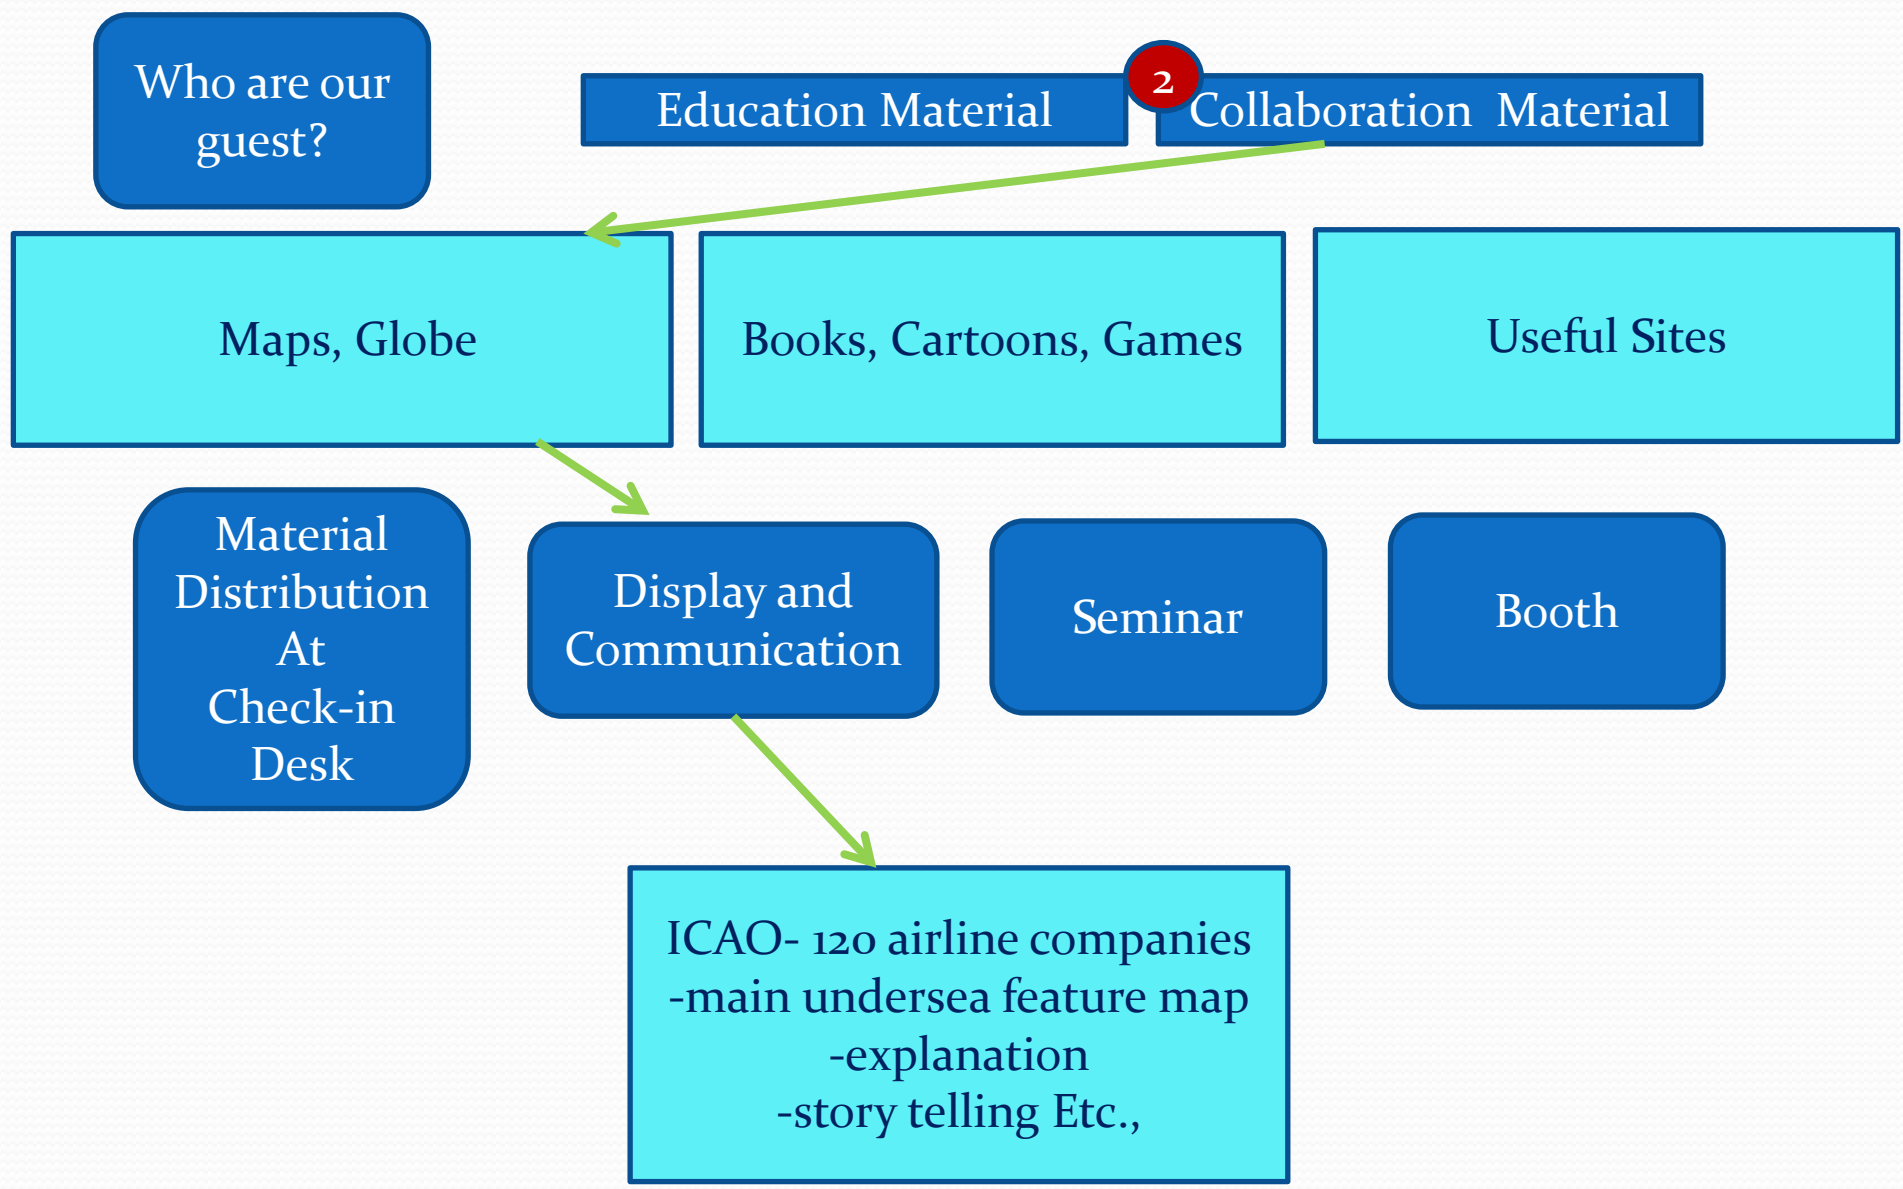 Who are our
guest?
Education Material
2
Collaboration Material
Maps, Globe
Books, Cartoons, Games
Useful Sites
Material
Distribution
At
Check-in
Desk
Display and
Communication
Seminar
Booth
ICAO- 120 airline companies
-main undersea feature map
-explanation
-story telling Etc.,